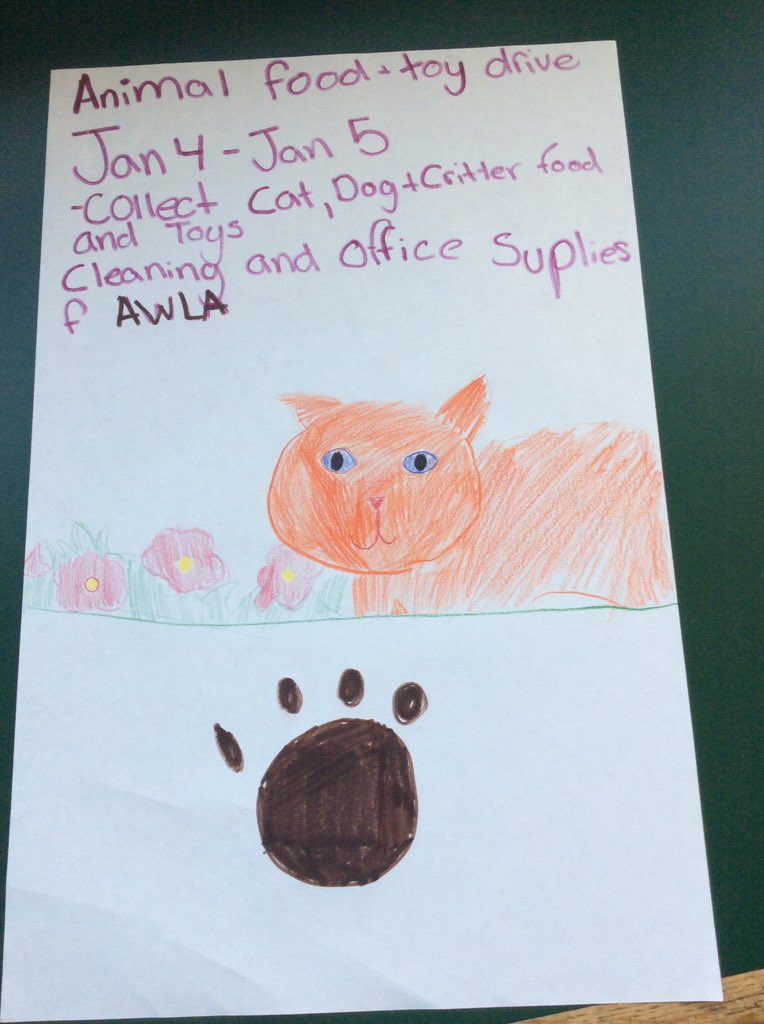 Animal food + toy drive
Jan 4 - Jan 5
-Collect Cat, Dog + Critter food
and Toys
Cleaning and Office Suplies
f AWLA